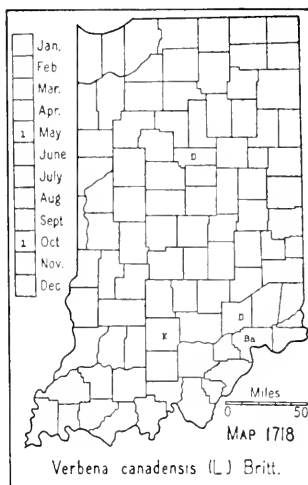 Jan.
Feb
Mar.
Apr.
1 May
June
July
Aug
Sept
1 Oct
Nov.
Dec
D
D
K
Ba
Miles
0 50
MAP 1718
Verbena canadensis (L.) Britt.